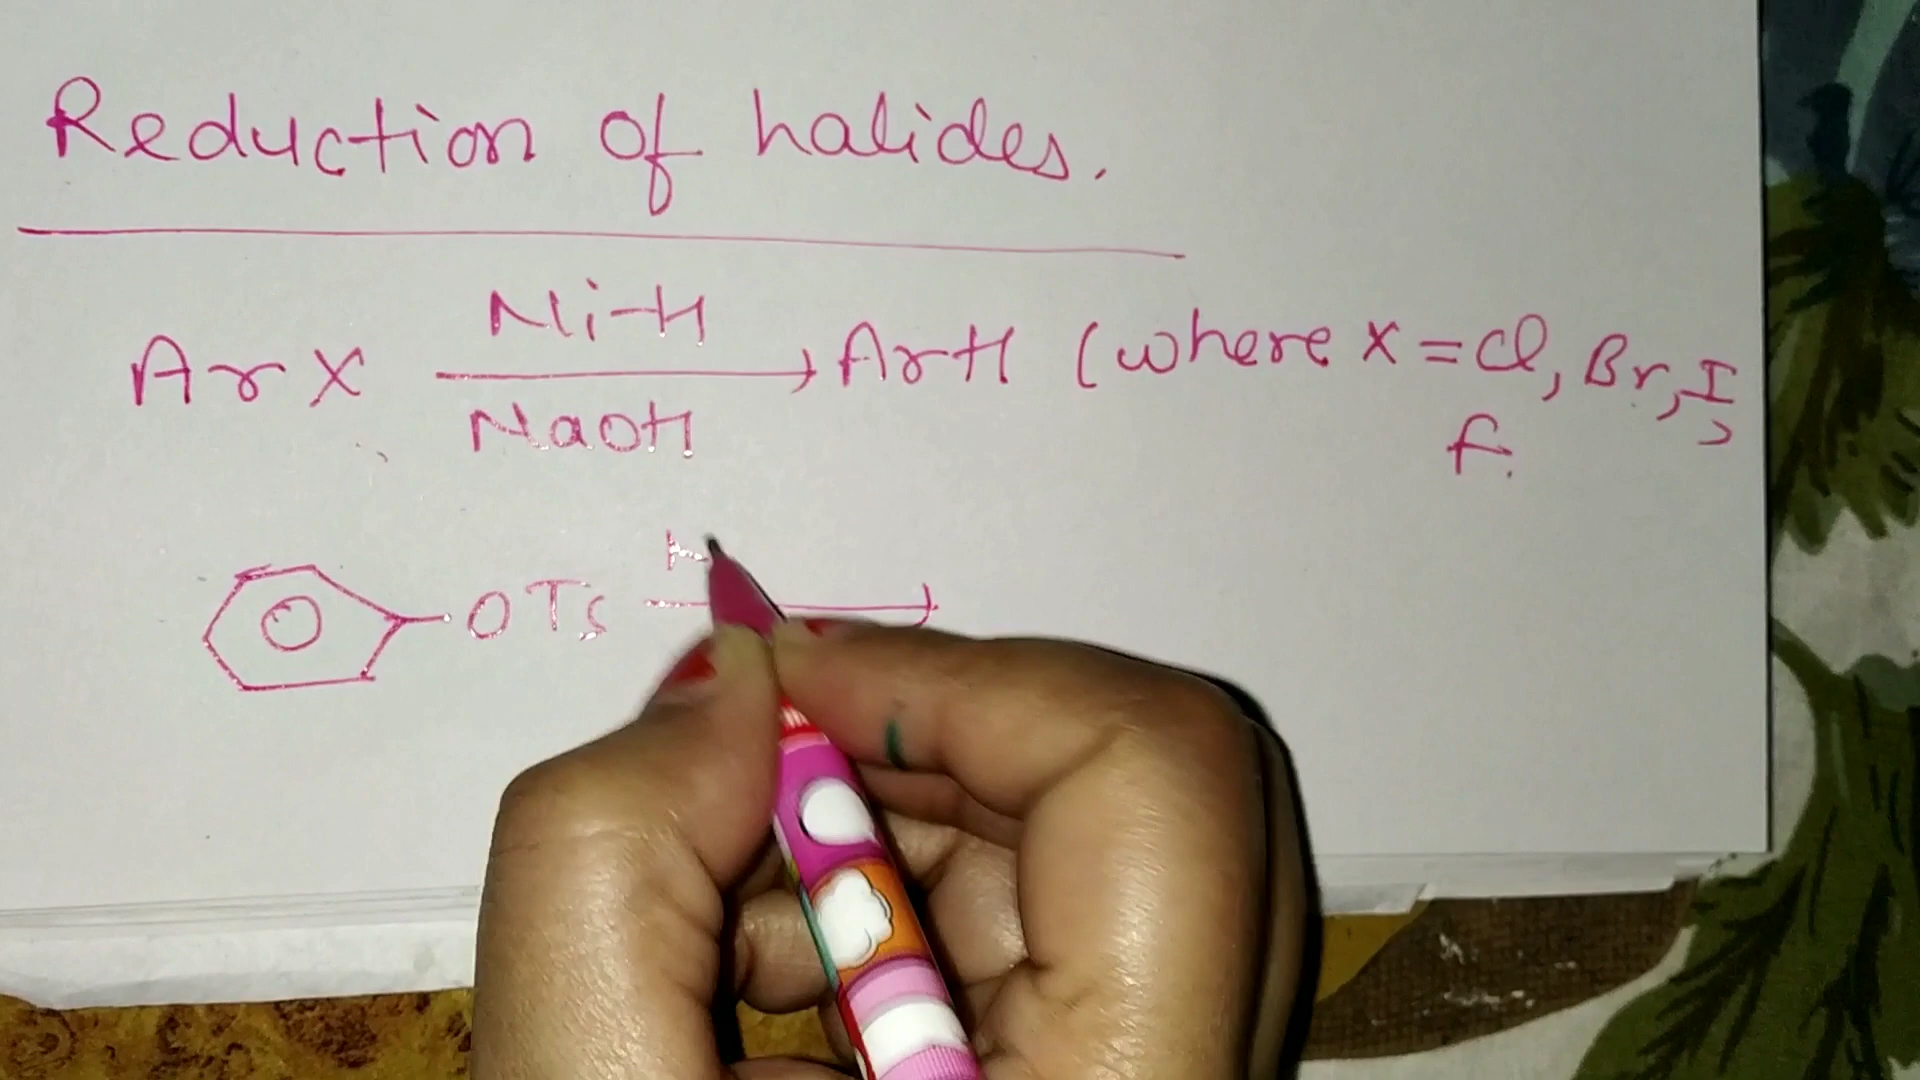 Reduction of halides.
Ni-H
ArX → ArH (where X = Cl, Br, I,
NaOH
F.
OTs →